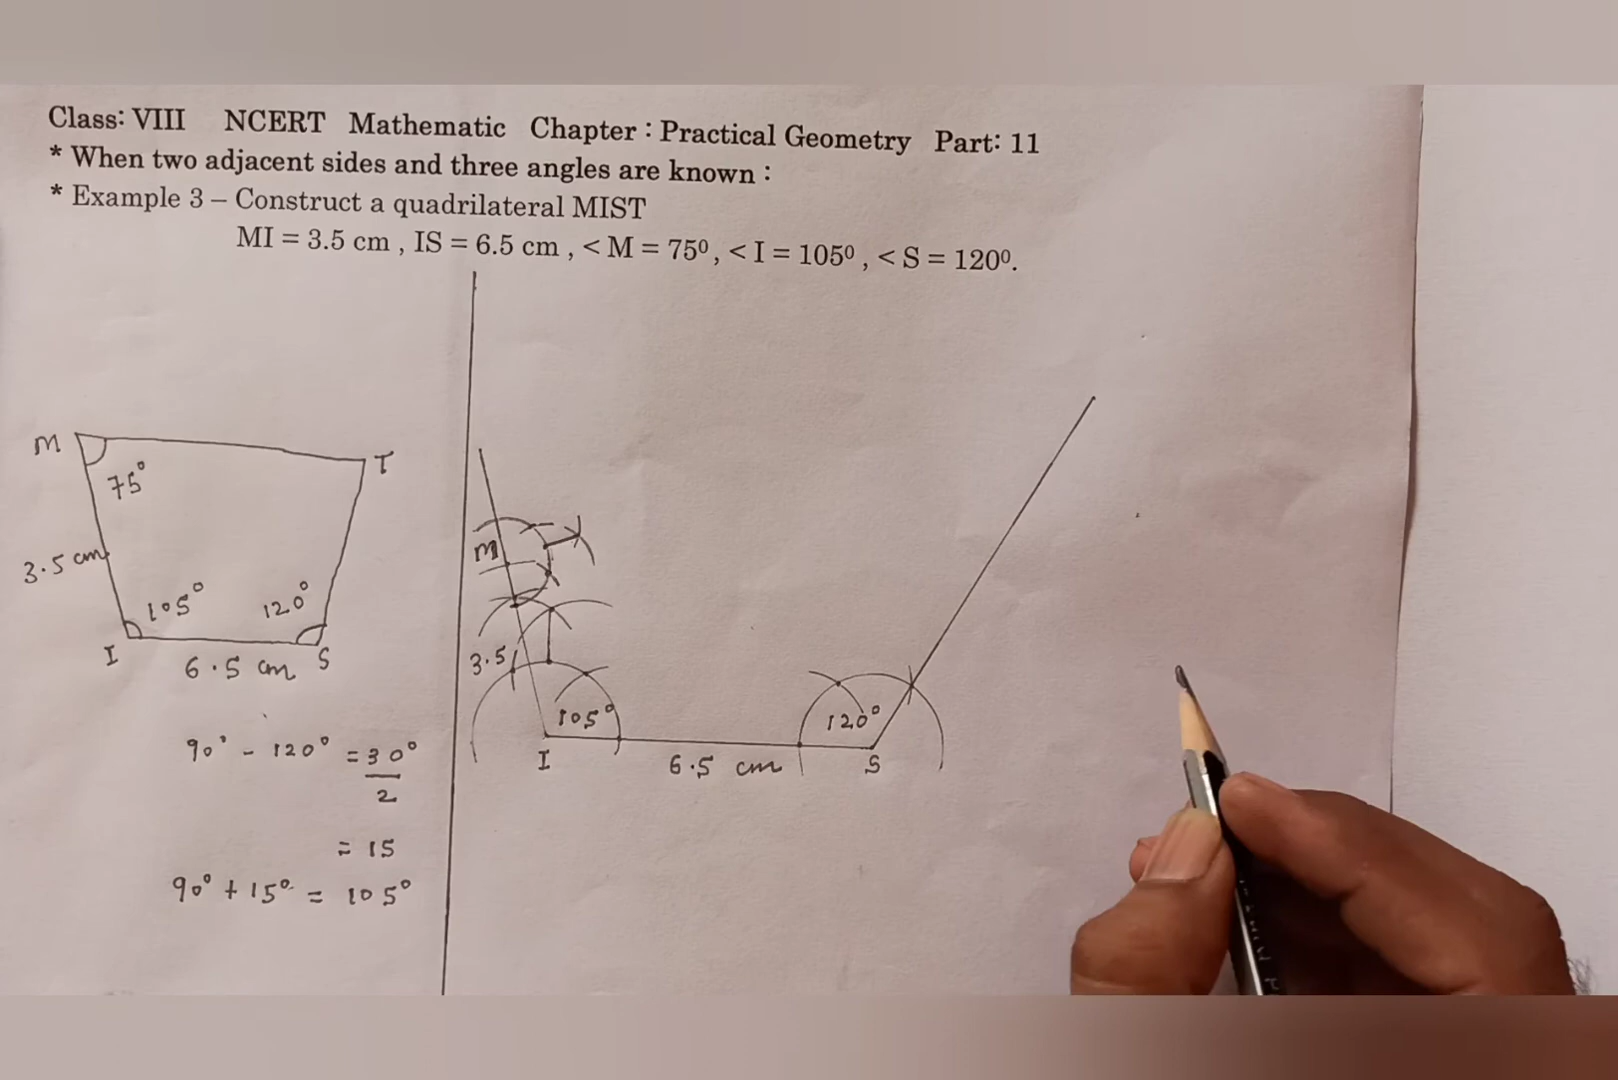 Class: VIII NCERT Mathematic Chapter : Practical Geometry Part: 11
* When two adjacent sides and three angles are known :
* Example 3 – Construct a quadrilateral MIST
MI = 3.5 cm , IS = 6.5 cm , < M = 75⁰ , < I = 105⁰ , < S = 120⁰.
M
T
75°
3.5 cm
105°
120°
I
6.5 cm
S
90° - 120° = 30°
2
= 15
90° + 15° = 105°
M
3.5
105°
120°
I
6.5 cm
S